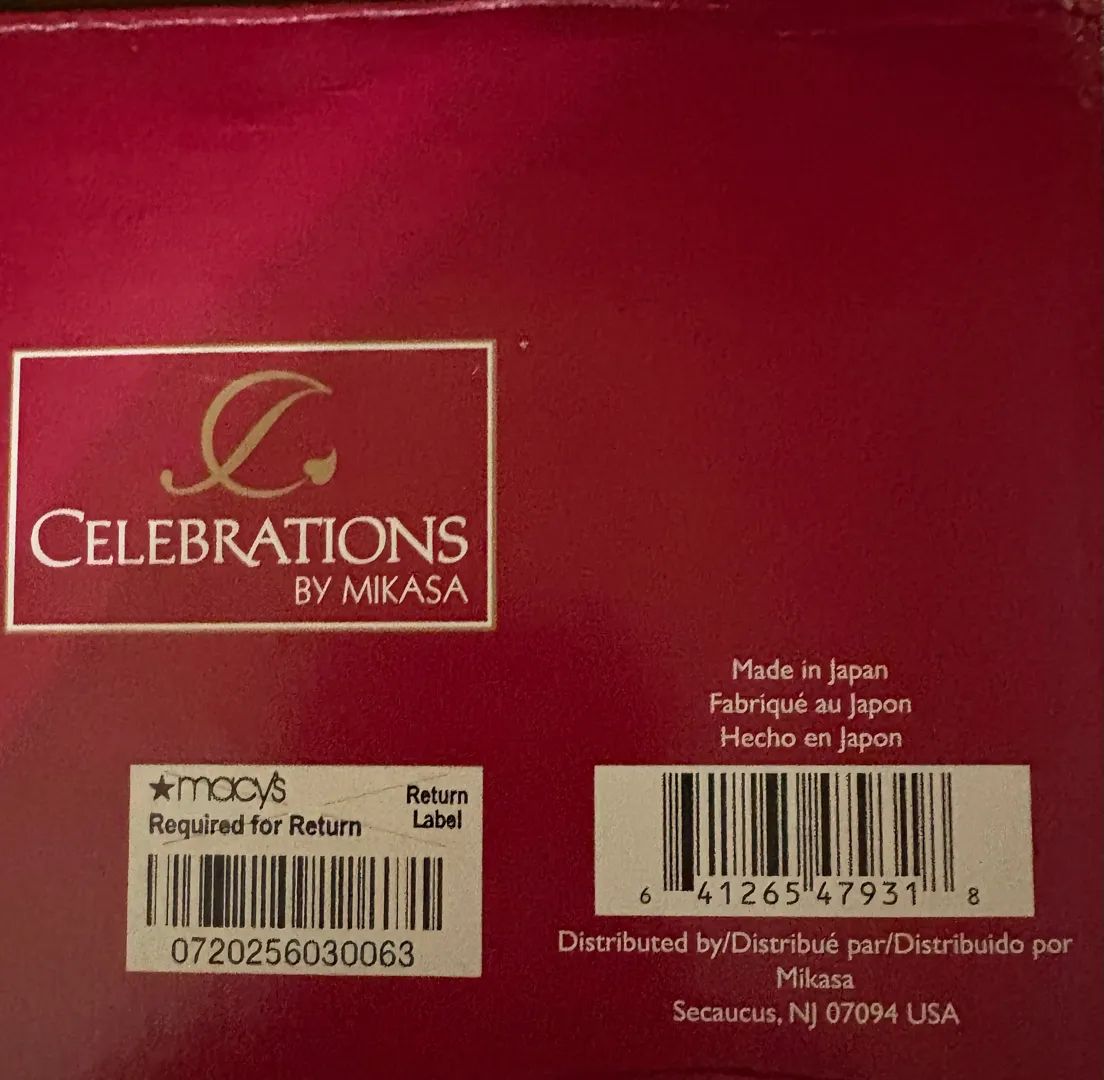 CELEBRATIONS
BY MIKASA
Made in Japan
Fabriqué au Japon
Hecho en Japon
macy's
Return
Label
Required for Return
0720256030063
6 41265 47931 8
Distributed by/Distribué par/Distribuido por
Mikasa
Secaucus, NJ 07094 USA